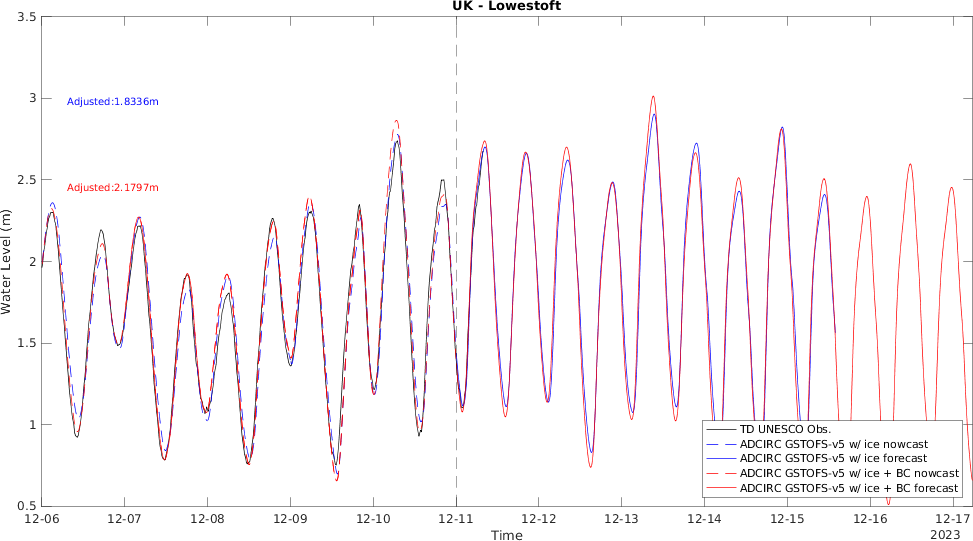 UK - Lowestoft
3.5
3
2.5
2
1.5
1
0.5
Water Level (m)
Adjusted:1.8336m
Adjusted:2.1797m
TD UNESCO Obs.
ADCIRC GSTOFS-v5 w/ ice nowcast
ADCIRC GSTOFS-v5 w/ ice forecast
ADCIRC GSTOFS-v5 w/ ice + BC nowcast
ADCIRC GSTOFS-v5 w/ ice + BC forecast
12-06 12-07 12-08 12-09 12-10 12-11 12-12 12-13 12-14 12-15 12-16 12-17
Time
2023